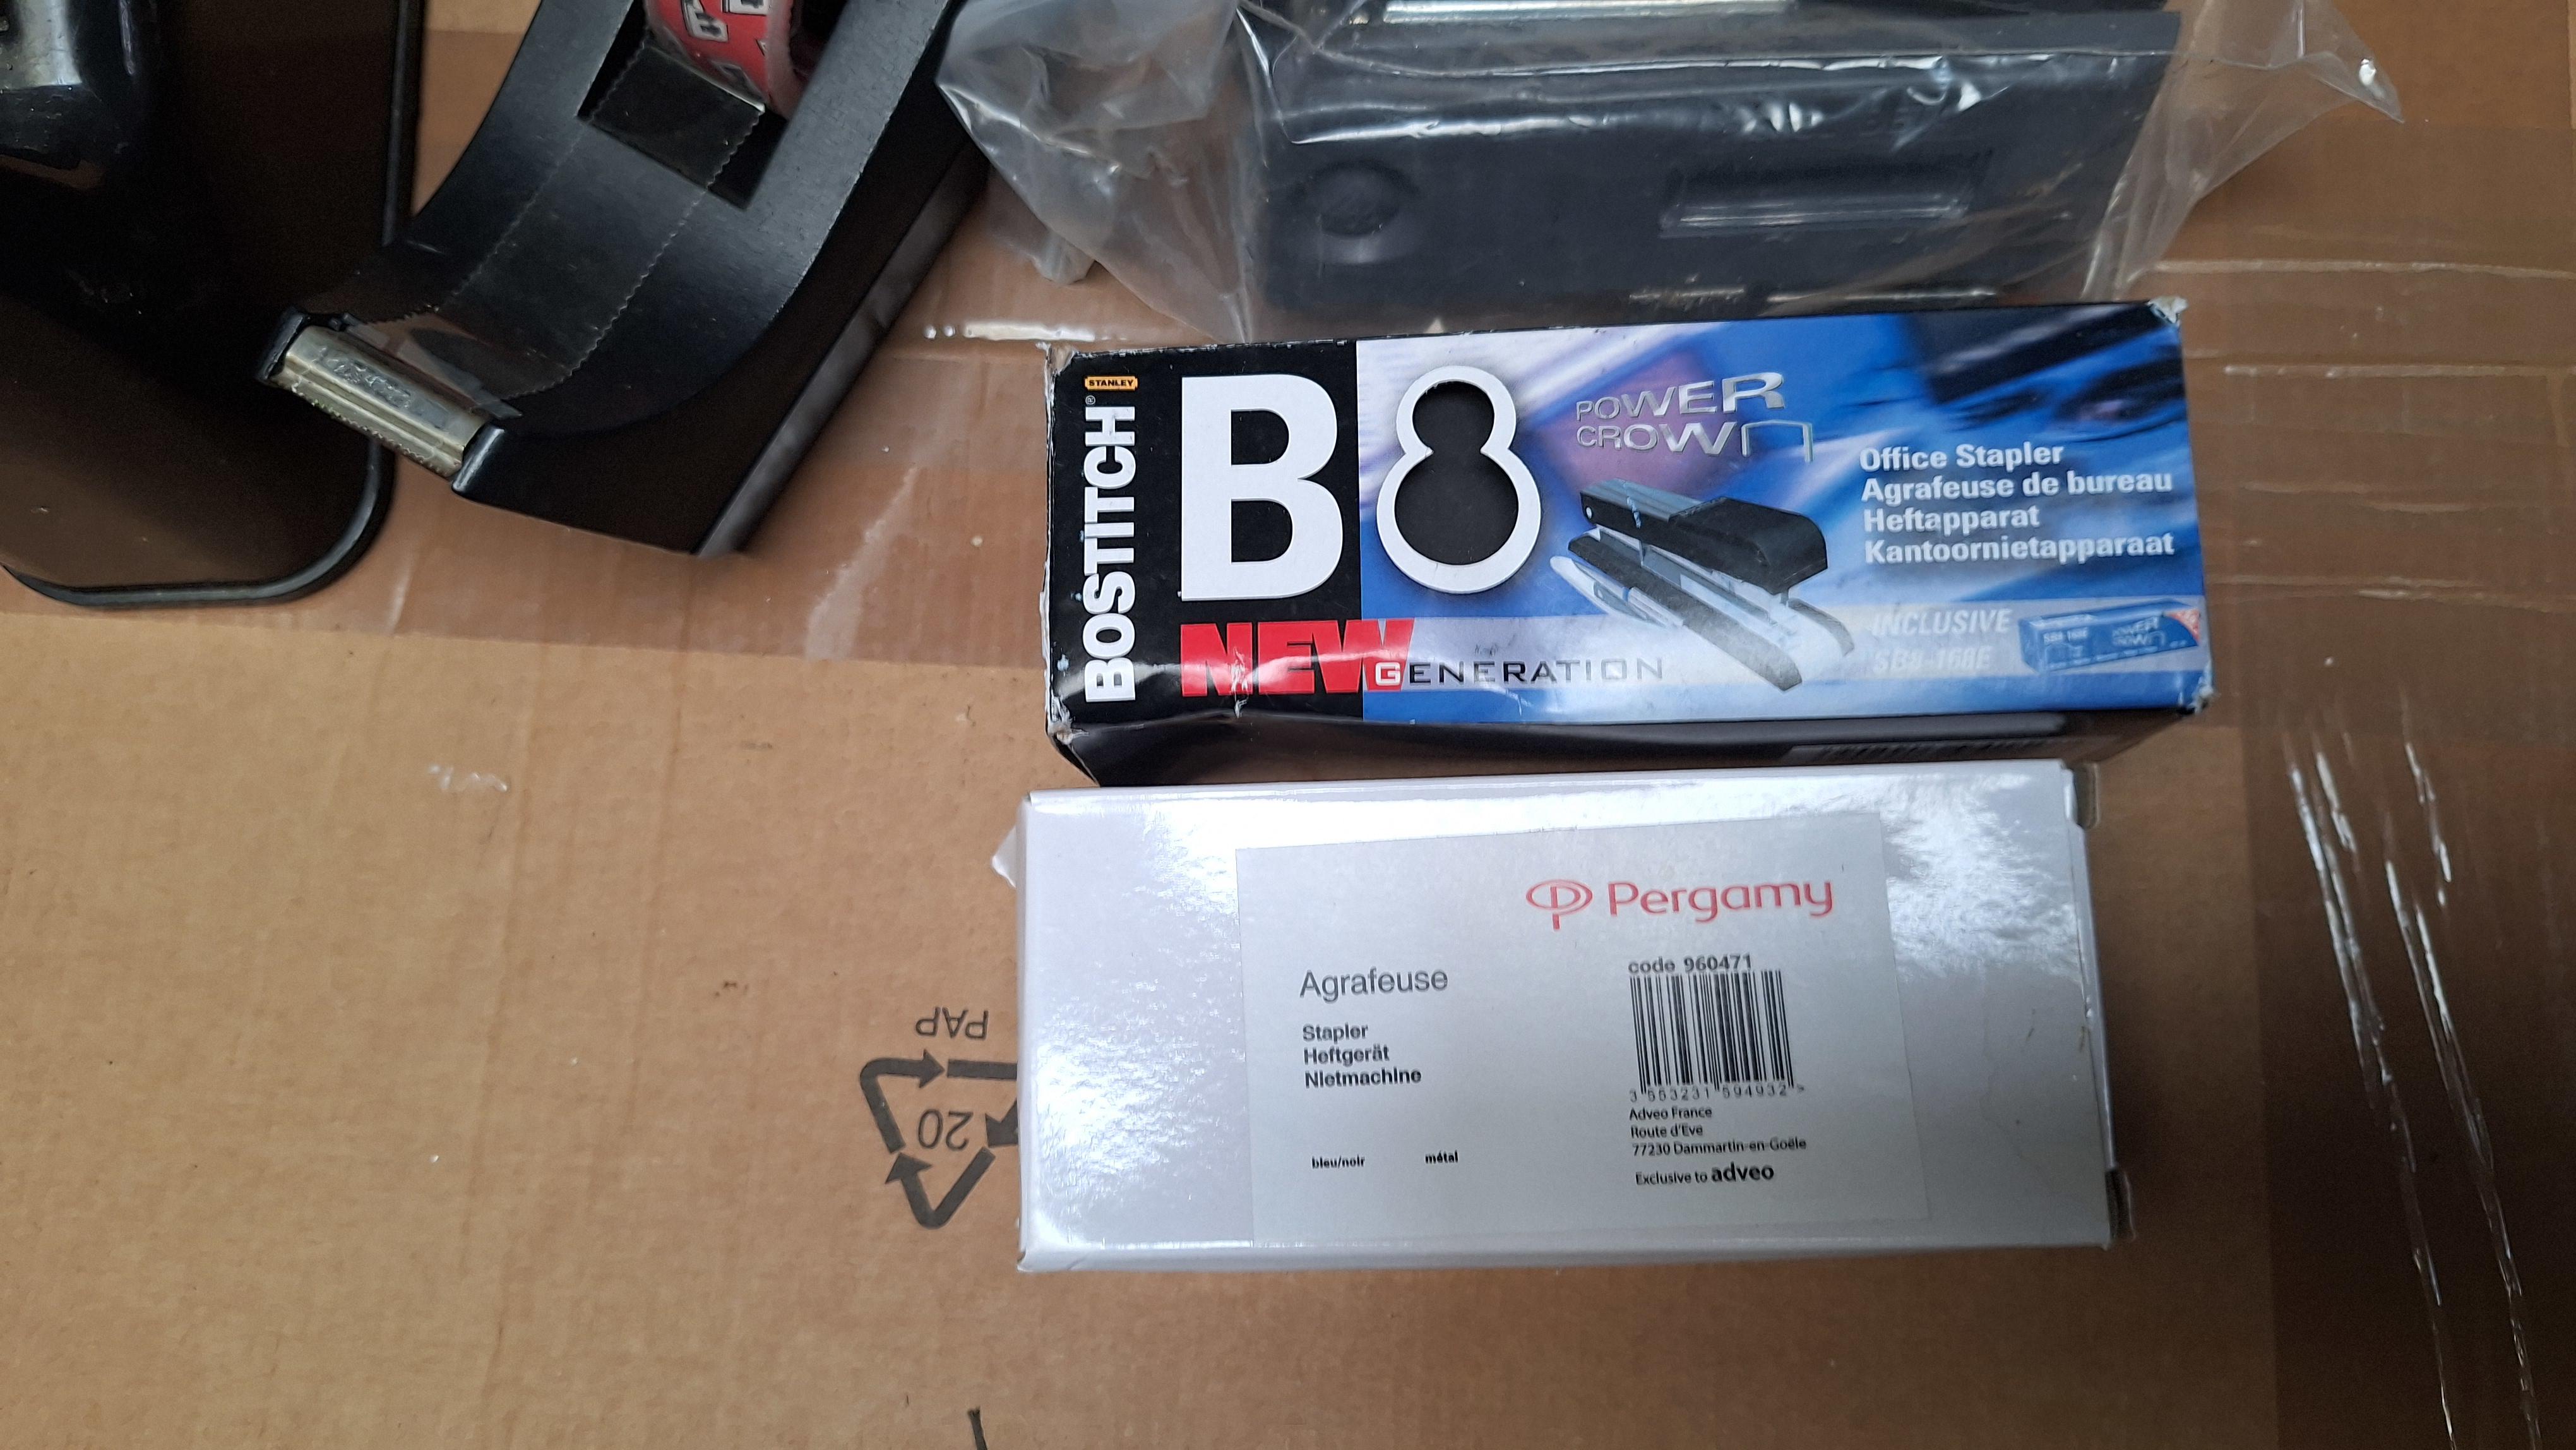 STANLEY
BOSTITCH®
B8
POWER
CROWN
Office Stapler
Agrafeuse de bureau
Heftapparat
Kantoornietapparaat
INCLUSIVE
NEW GENERATION
Pergamy
code 960471
Agrafeuse
Stapler
Heftgerät
Nietmachine
3 553231 594932 >
Adveo France
Route d'Eve
77230 Dammartin-en-Goële
Exclusive to adveo
bleu/noir métal
PAP
20